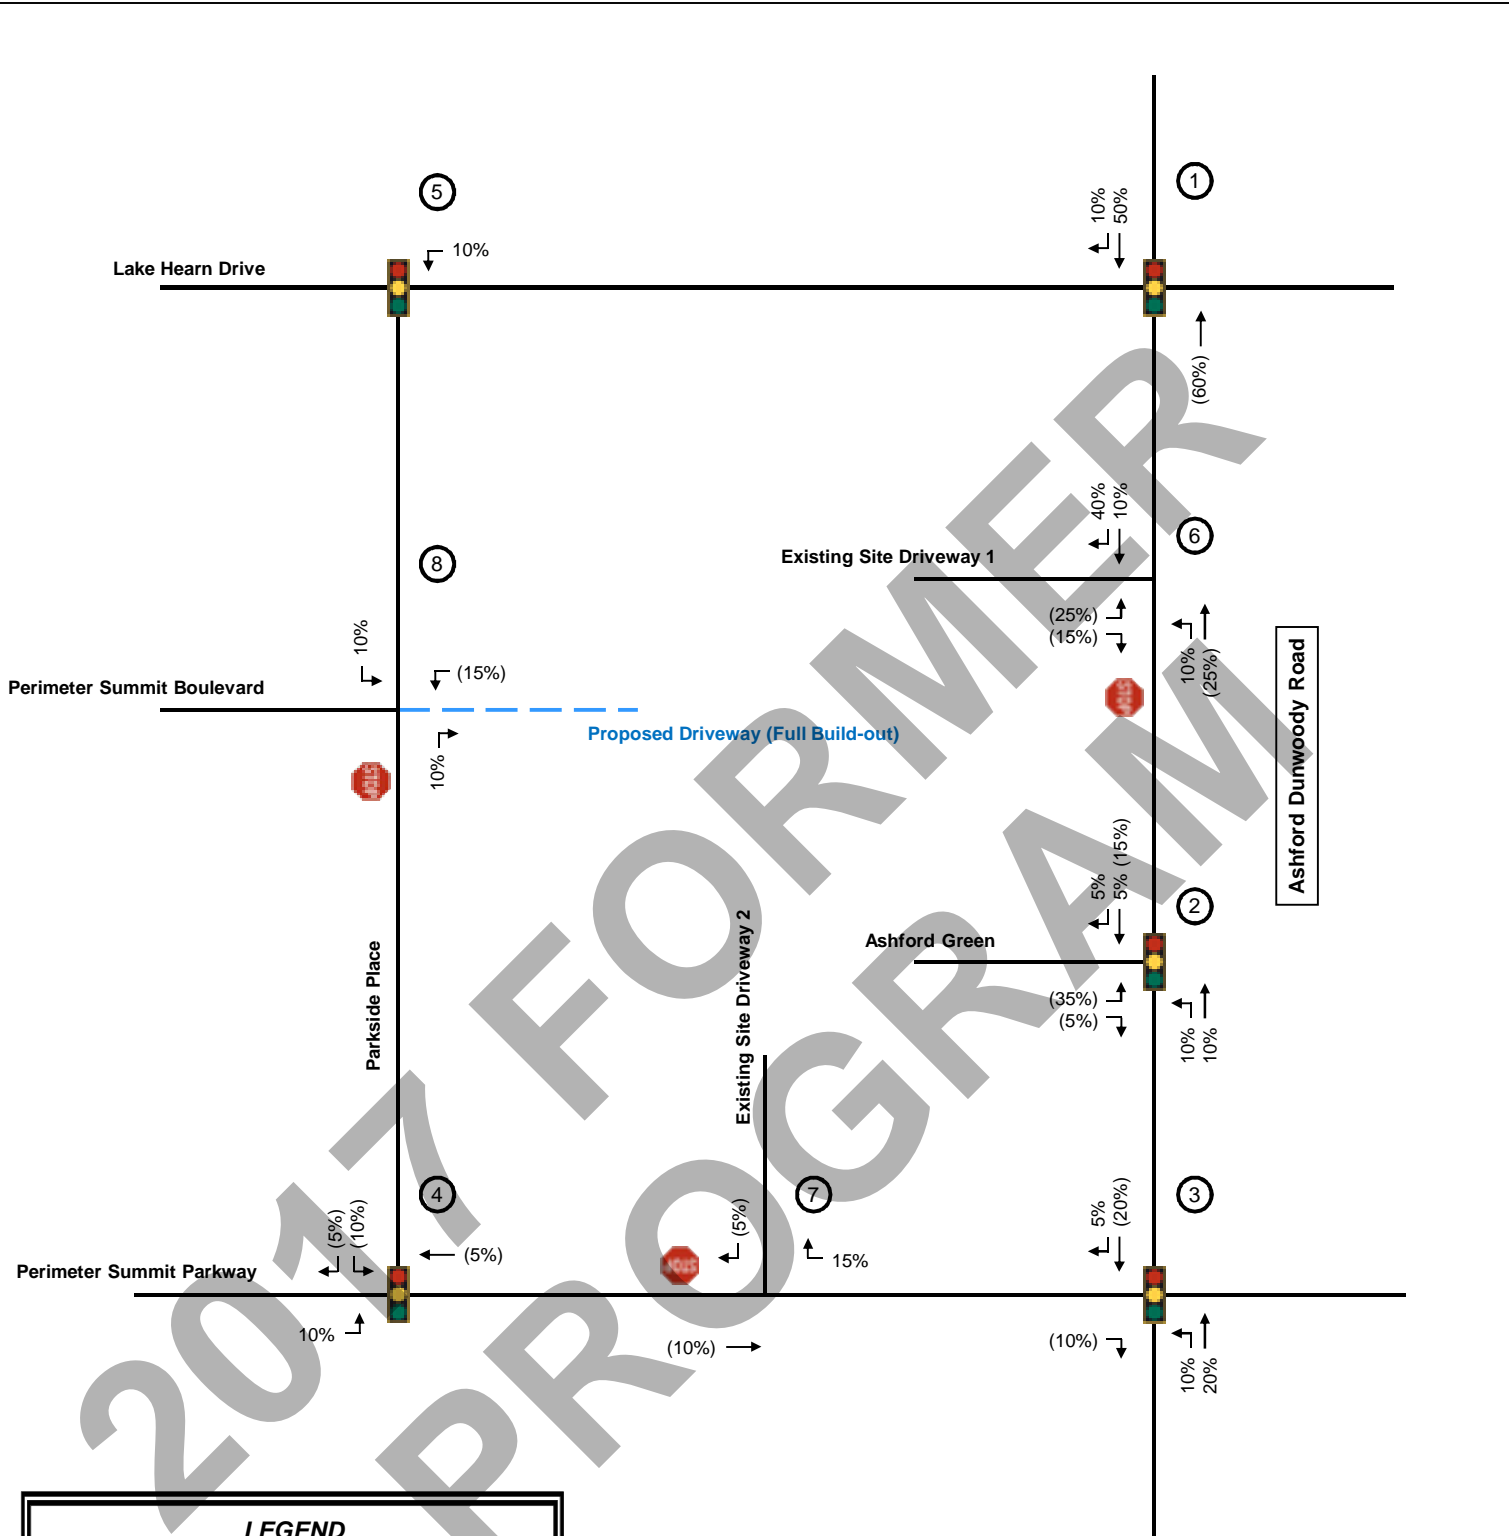 5
1
10%
50%
10%
Lake Hearn Drive
(60%)
40%
10%
6
8
Existing Site Driveway 1
(25%)
(15%)
10%
(25%)
10%
(15%)
Perimeter Summit Boulevard
STOP
Proposed Driveway (Full Build-out)
10%
STOP
Ashford Dunwoody Road
5%
5% (15%)
2
Ashford Green
(35%)
(5%)
10%
10%
Parkside Place
Existing Site Driveway 2
4
7
3
(5%)
(10%)
(5%)
(5%)
STOP
15%
5%
(20%)
Perimeter Summit Parkway
10%
(10%)
(10%)
10%
20%
2017 FORMER
PROGRAM
LEGEND